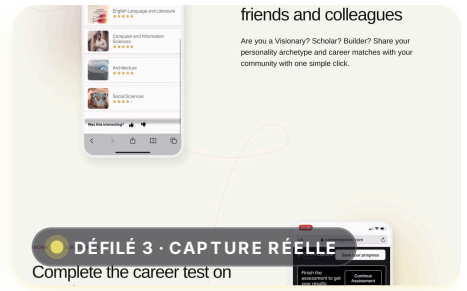 English Language and Literature
Computer and Information
Sciences
Architecture
Social Sciences
Was this interesting?
friends and colleagues
Are you a Visionary? Scholar? Builder? Share your
personality archetype and career matches with your
community with one simple click.
DÉFILÉ 3 · CAPTURE RÉELLE
Complete the career test on
your progress
Finish the
assessment to get
your results.
Continue
Assessment